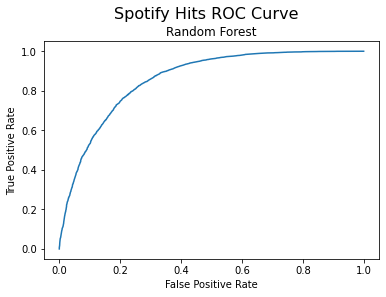 Spotify Hits ROC Curve
Random Forest
1.0
0.8
0.6
0.4
0.2
0.0
True Positive Rate
0.0 0.2 0.4 0.6 0.8 1.0
False Positive Rate